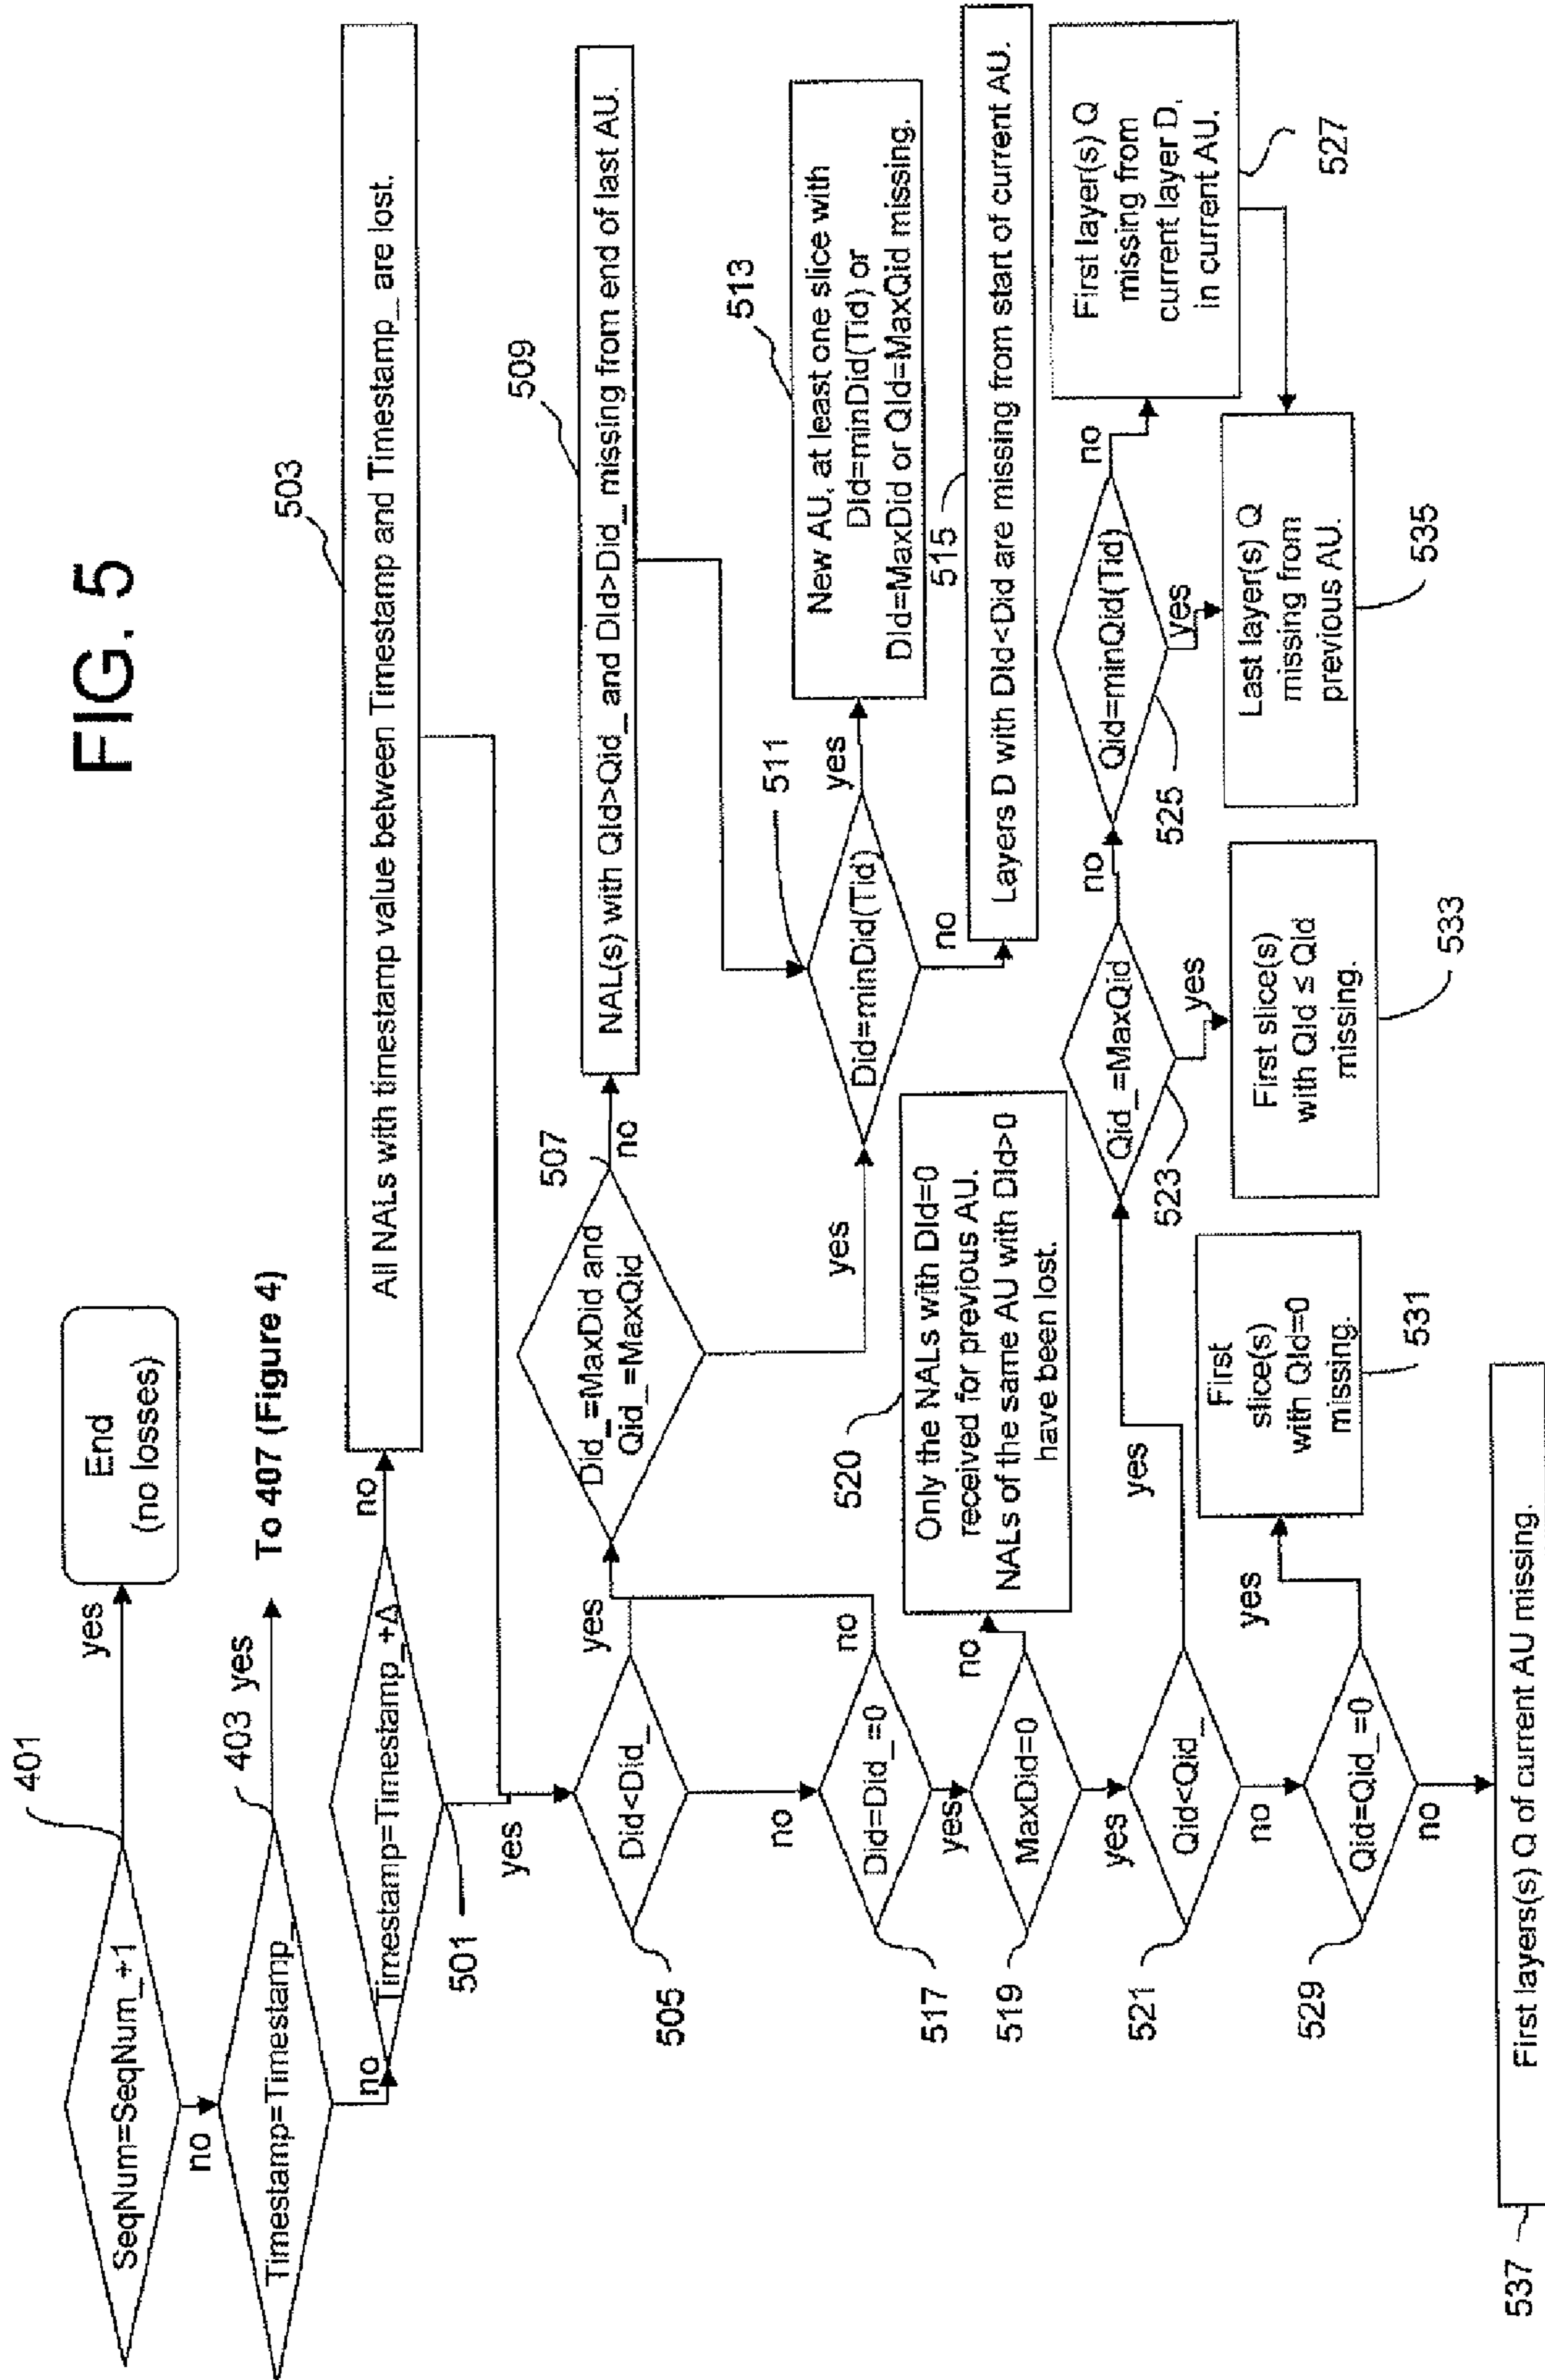 FIG. 5
401
SeqNum=SeqNum_+1
yes
End
(no losses)
no
403
Timestamp=Timestamp_
yes
To 407 (Figure 4)
no
Timestamp=Timestamp_+Δ
501
no
503
All NALs with timestamp value between Timestamp and Timestamp_ are lost.
yes
505
Did<Did_
yes
507
Did_=MaxDid and
Qid_=MaxQid
no
509
NAL(s) with QId>Qid_ and DId>Did_ missing from end of last AU.
yes
511
Did=minDid(Tid)
yes
513
New AU, at least one slice with
DId=minDid(Tid) or
DId=MaxDid or QId=MaxQid missing.
no
515
Layers D with DId<Did are missing from start of current AU.
no
517
Did=Did_=0
no
yes
519
MaxDid=0
no
520
Only the NALs with DId=0
received for previous AU.
NALs of the same AU with DId>0
have been lost.
yes
521
Qid<Qid_
yes
523
Qid_=MaxQid
no
525
Qid=minQid(Tid)
no
527
First layer(s) Q
missing from
current layer D,
in current AU.
yes
533
First slice(s)
with QId ≤ Qid
missing.
yes
535
Last layer(s) Q
missing from
previous AU.
no
529
Qid=Qid_=0
yes
531
First
slice(s)
with QId=0
missing.
no
537
First layers(s) Q of current AU missing.